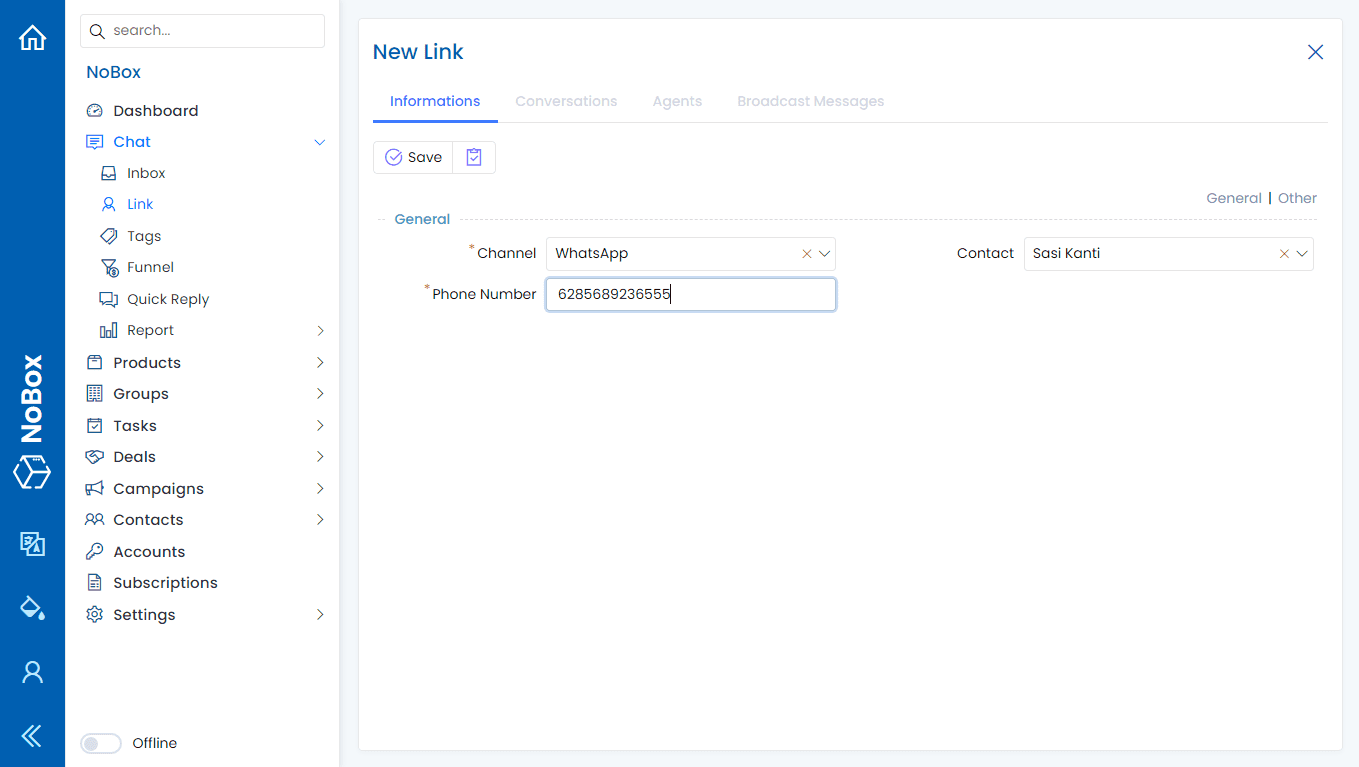 search...
NoBox
Dashboard
Chat
Inbox
Link
Tags
Funnel
Quick Reply
Report
Products
Groups
Tasks
Deals
Campaigns
Contacts
Accounts
Subscriptions
Settings
Offline
NoBox
New Link
Informations Conversations Agents Broadcast Messages
Save
General | Other
General
* Channel WhatsApp Contact Sasi Kanti
* Phone Number 6285689236555